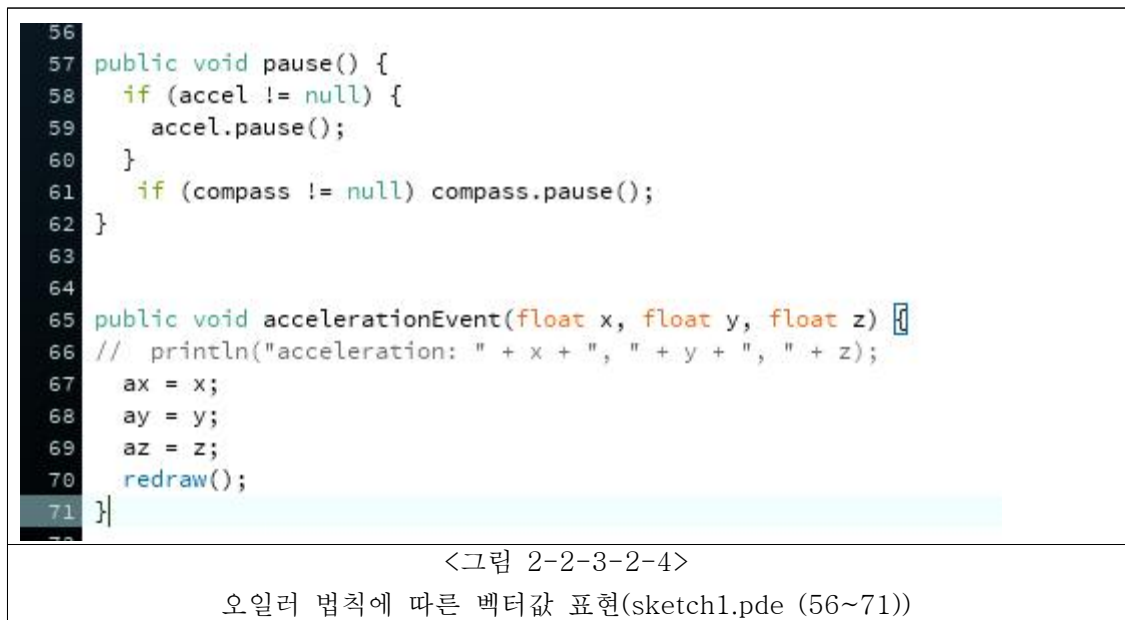 56
57 public void pause() {
58 if (accel != null) {
59 accel.pause();
60 }
61 if (compass != null) compass.pause();
62 }
63
64
65 public void accelerationEvent(float x, float y, float z) {
66 // println("acceleration: " + x + ", " + y + ", " + z);
67 ax = x;
68 ay = y;
69 az = z;
70 redraw();
71 }
<그림 2-2-3-2-4>
오일러 법칙에 따른 벡터값 표현(sketch1.pde (56~71))